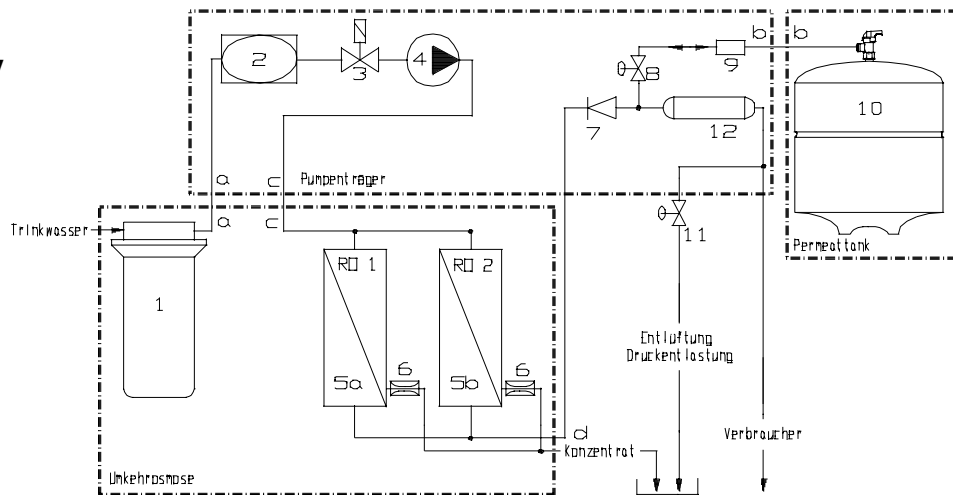 2
3
4
b
b
8
9
10
7
12
a
c
Pumpenträger
a
c
Trinkwasser
11
Permeattank
RO 1
RO 2
1
Entlüftung
Druckentlastung
6
6
5a
5b
d
Verbraucher
Konzentrat
Umkehrosmose